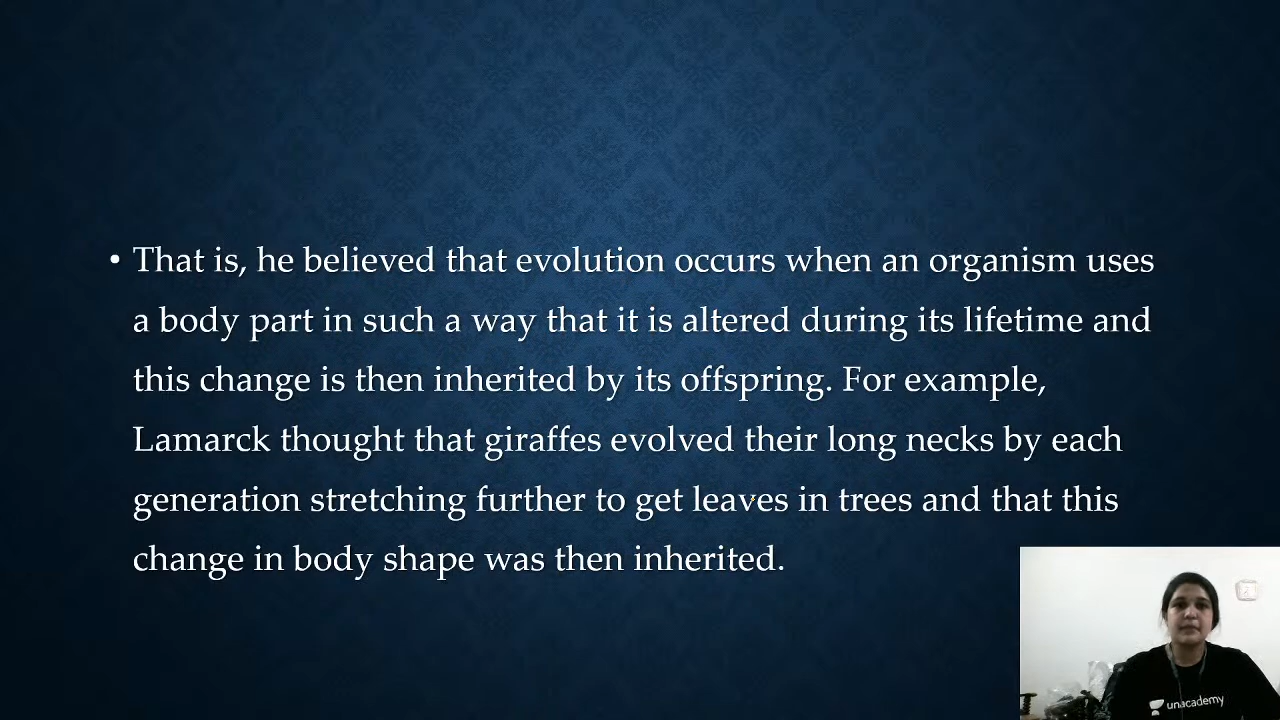 • That is, he believed that evolution occurs when an organism uses
a body part in such a way that it is altered during its lifetime and
this change is then inherited by its offspring. For example,
Lamarck thought that giraffes evolved their long necks by each
generation stretching further to get leaves in trees and that this
change in body shape was then inherited.
unacademy